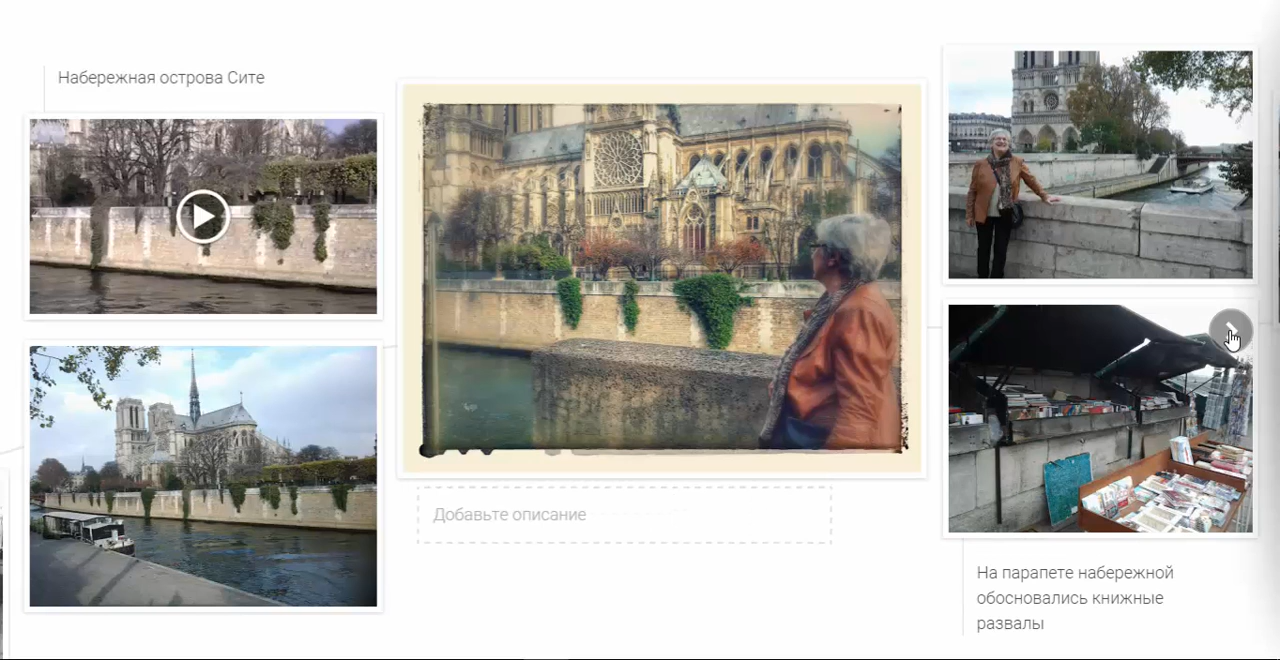 Набережная острова Сите
Добавьте описание
На парапете набережной
обосновались книжные
развалы